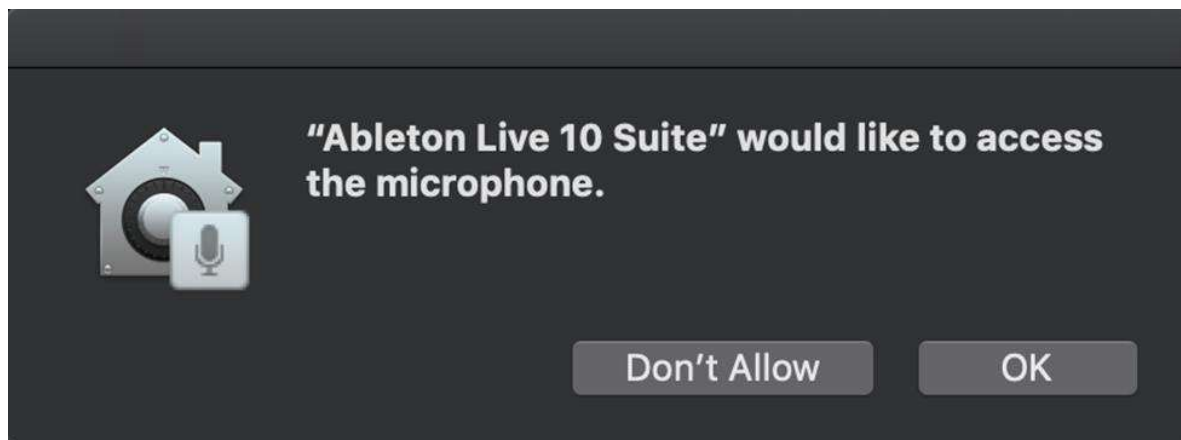 “Ableton Live 10 Suite” would like to access
the microphone.
Don’t Allow
OK